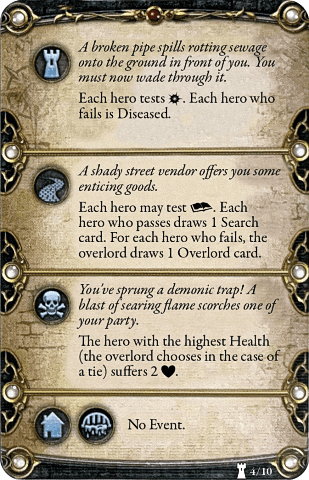 A broken pipe spills rotting sewage
onto the ground in front of you. You
must now wade through it.
Each hero tests . Each hero who
fails is Diseased.
A shady street vendor offers you some
enticing goods.
Each hero may test . Each
hero who passes draws 1 Search
card. For each hero who fails, the
overlord draws 1 Overlord card.
You've sprung a demonic trap! A
blast of searing flame scorches one of
your party.
The hero with the highest Health
(the overlord chooses in the case of
a tie) suffers 2 .
No Event.
4/10